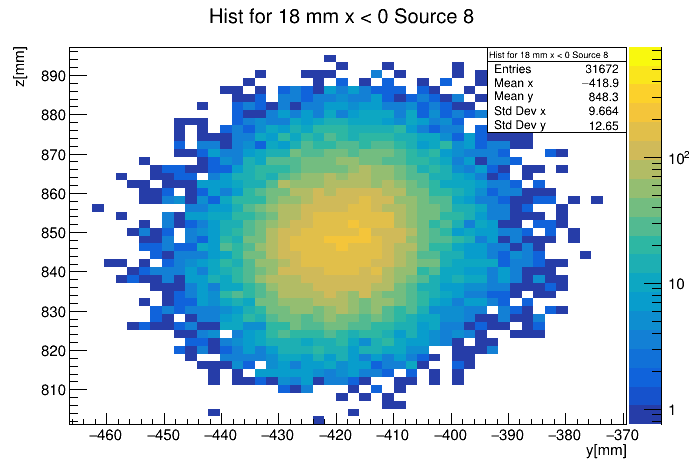 Hist for 18 mm x < 0 Source 8
z[mm]
Hist for 18 mm x < 0 Source 8
Entries 31672
Mean x −418.9
Mean y 848.3
Std Dev x 9.664
Std Dev y 12.65
890
880
870
860
850
840
830
820
810
10²
10
1
−460 −450 −440 −430 −420 −410 −400 −390 −380 −370
y[mm]